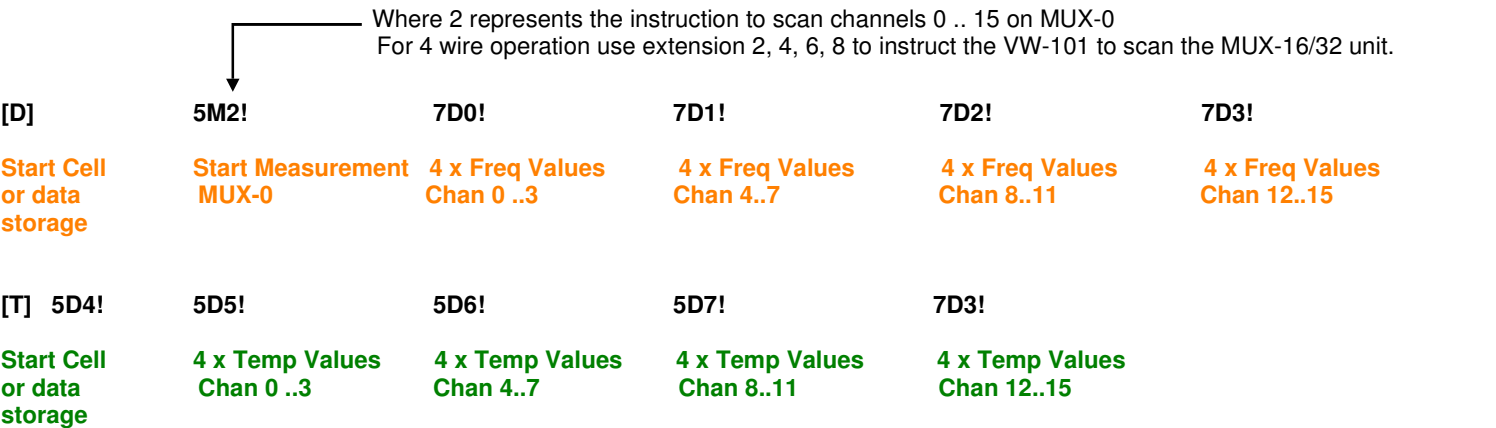 Where 2 represents the instruction to scan channels 0 .. 15 on MUX-0
For 4 wire operation use extension 2, 4, 6, 8 to instruct the VW-101 to scan the MUX-16/32 unit.
[D] 5M2! 7D0! 7D1! 7D2! 7D3!
Start Cell Start Measurement 4 x Freq Values 4 x Freq Values 4 x Freq Values 4 x Freq Values
or data MUX-0 Chan 0 ..3 Chan 4..7 Chan 8..11 Chan 12..15
storage
[T] 5D4! 5D5! 5D6! 5D7! 7D3!
Start Cell 4 x Temp Values 4 x Temp Values 4 x Temp Values 4 x Temp Values
or data Chan 0 ..3 Chan 4..7 Chan 8..11 Chan 12..15
storage